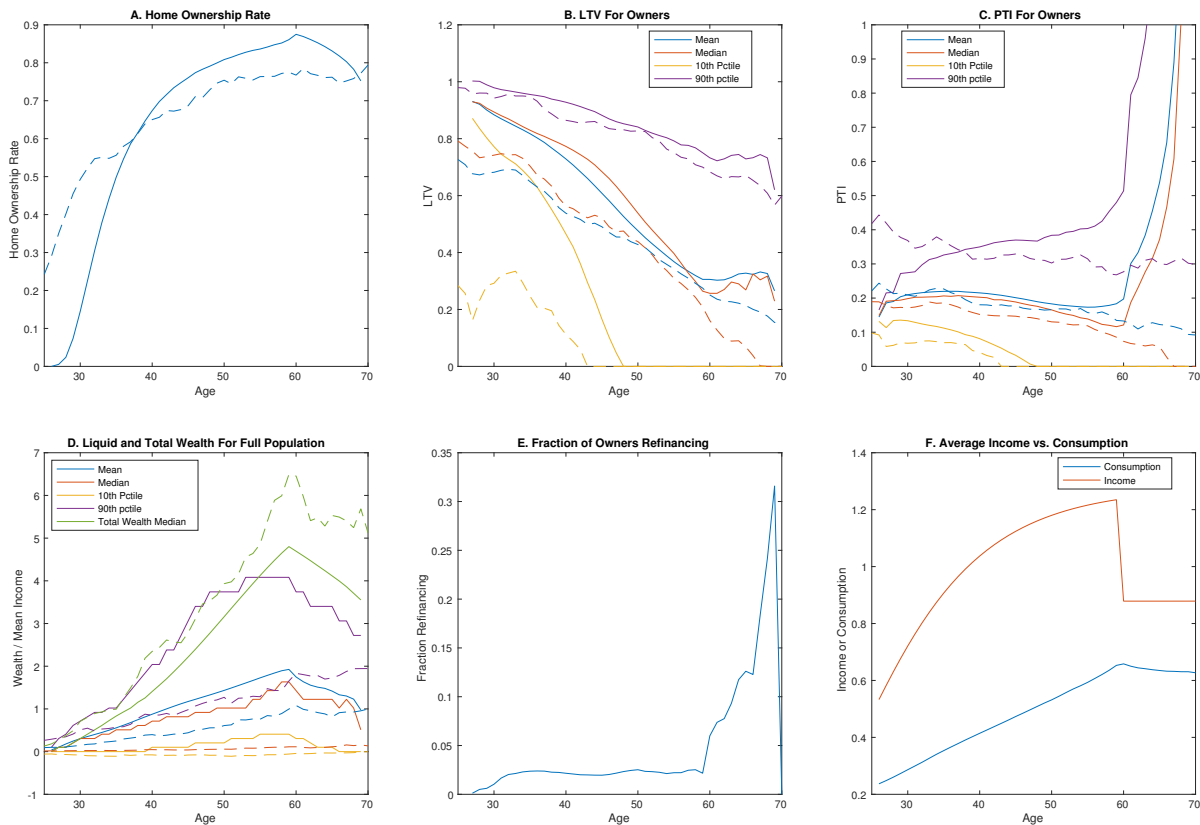 A. Home Ownership Rate
0.9
0.8
0.7
0.6
0.5
0.4
0.3
0.2
0.1
0
Home Ownership Rate
30 40 50 60 70
Age
B. LTV For Owners
Mean
Median
10th Pctile
90th pctile
1.2
1
0.8
0.6
0.4
0.2
0
LTV
30 40 50 60 70
Age
C. PTI For Owners
Mean
Median
10th Pctile
90th pctile
1
0.9
0.8
0.7
0.6
0.5
0.4
0.3
0.2
0.1
0
PTI
30 40 50 60 70
Age
D. Liquid and Total Wealth For Full Population
Mean
Median
10th Pctile
90th pctile
Total Wealth Median
7
6
5
4
3
2
1
0
-1
Wealth / Mean Income
30 40 50 60 70
Age
E. Fraction of Owners Refinancing
0.35
0.3
0.25
0.2
0.15
0.1
0.05
0
Fraction Refinancing
30 40 50 60 70
Age
F. Average Income vs. Consumption
Consumption
Income
1.4
1.2
1
0.8
0.6
0.4
0.2
Income or Consumption
30 40 50 60 70
Age